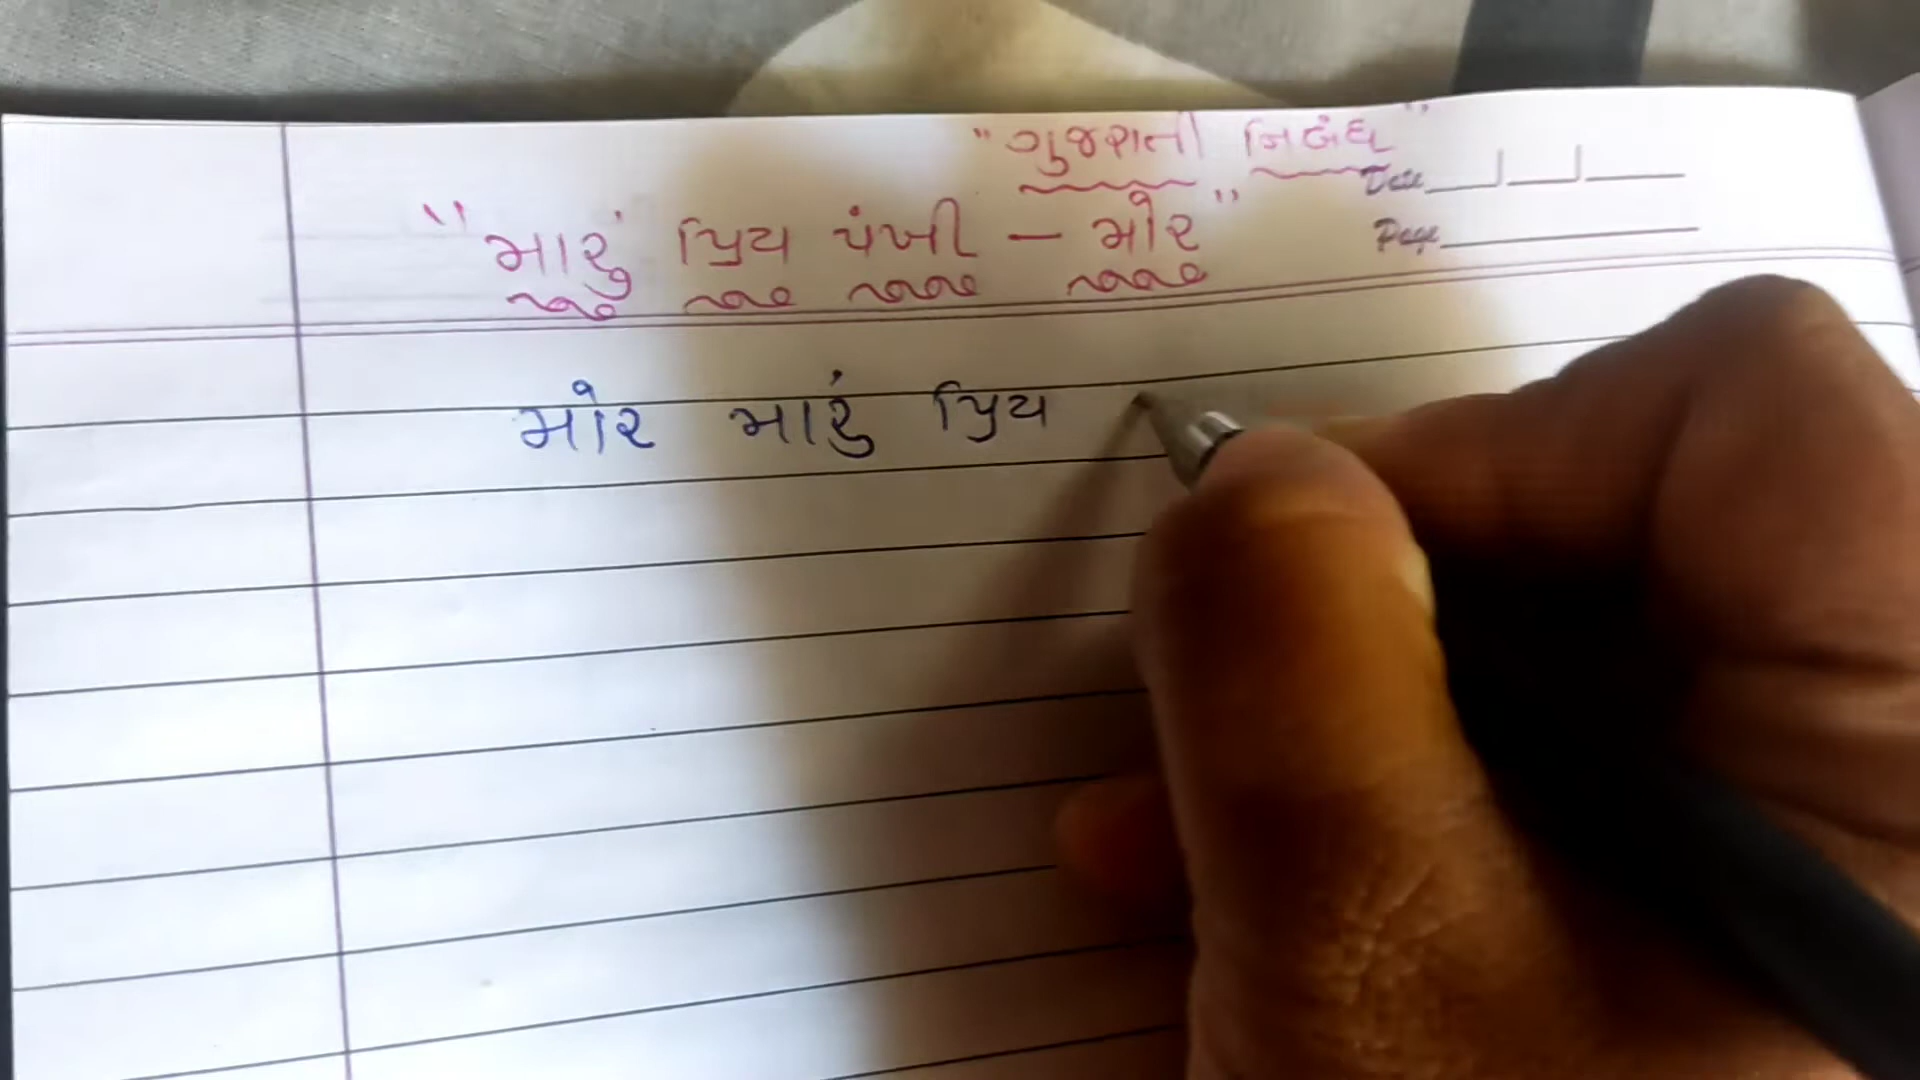 "ગુજરાતી નિબંધ"
Date
"મારું પ્રિય પંખી – મોર"
Page
મોર મારું પ્રિય